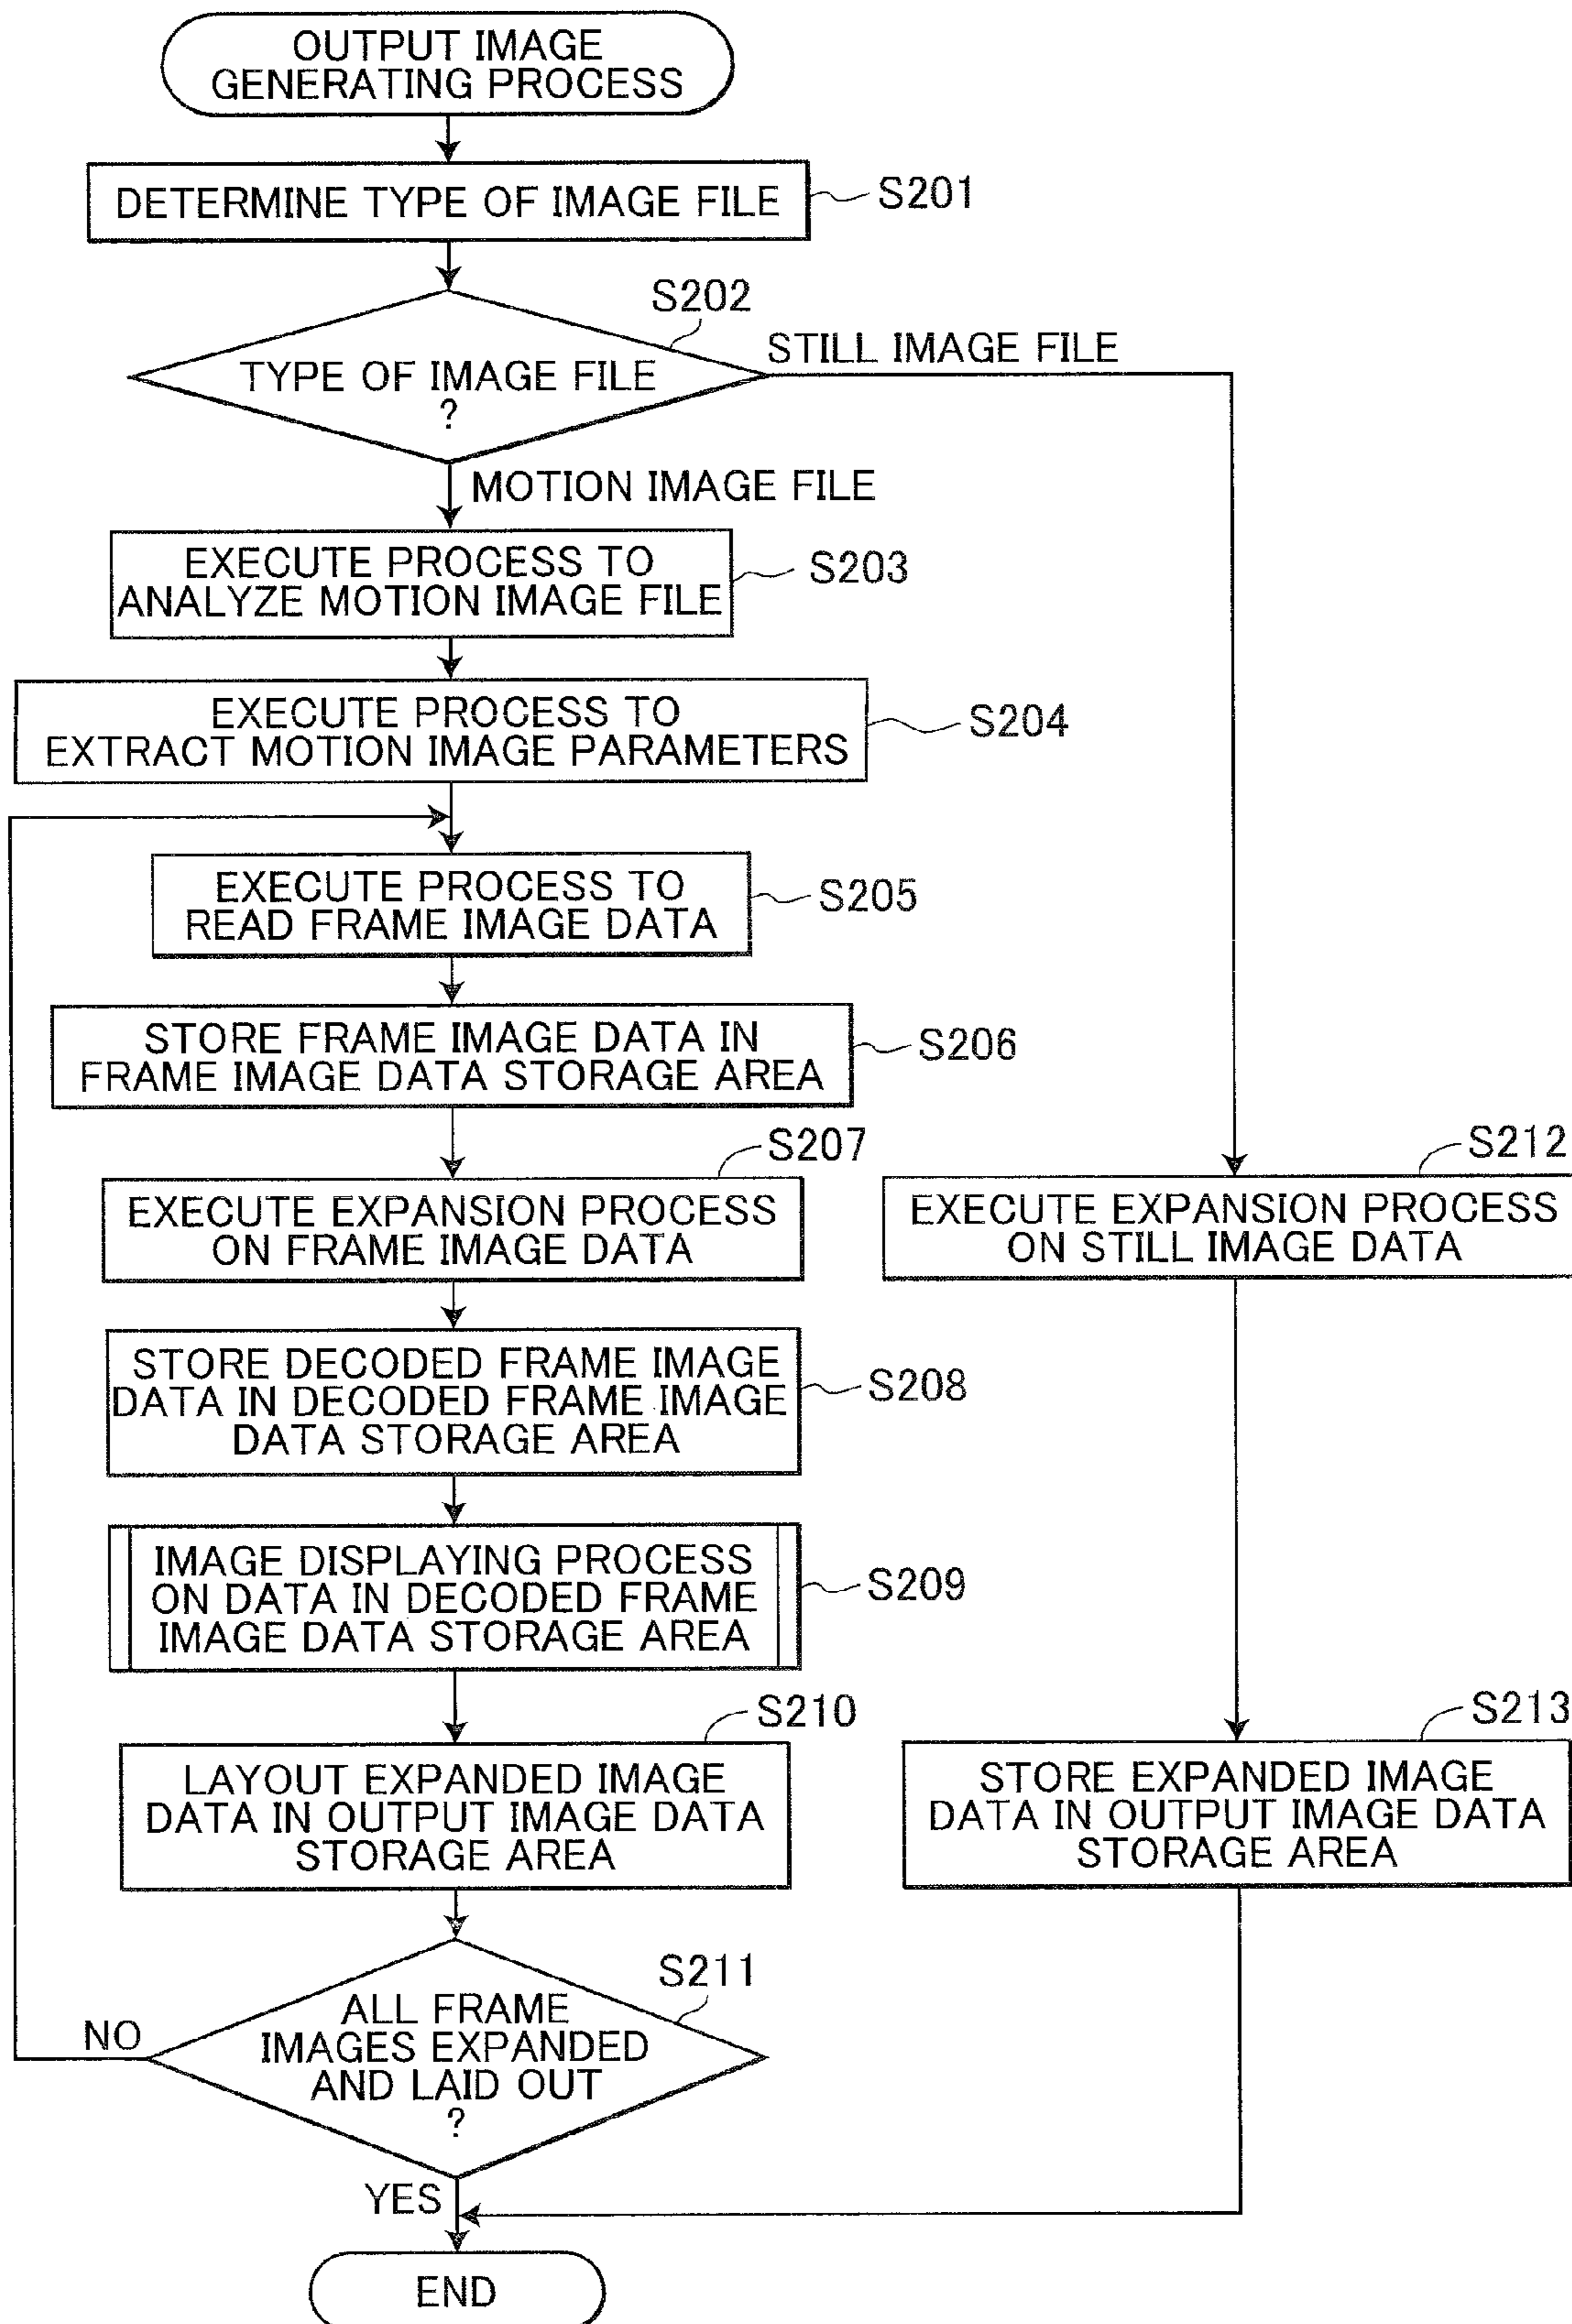 OUTPUT IMAGE
GENERATING PROCESS
DETERMINE TYPE OF IMAGE FILE
S201
S202
TYPE OF IMAGE FILE
?
STILL IMAGE FILE
MOTION IMAGE FILE
EXECUTE PROCESS TO
ANALYZE MOTION IMAGE FILE
S203
EXECUTE PROCESS TO
EXTRACT MOTION IMAGE PARAMETERS
S204
EXECUTE PROCESS TO
READ FRAME IMAGE DATA
S205
STORE FRAME IMAGE DATA IN
FRAME IMAGE DATA STORAGE AREA
S206
S207
EXECUTE EXPANSION PROCESS
ON FRAME IMAGE DATA
S212
EXECUTE EXPANSION PROCESS
ON STILL IMAGE DATA
STORE DECODED FRAME IMAGE
DATA IN DECODED FRAME IMAGE
DATA STORAGE AREA
S208
IMAGE DISPLAYING PROCESS
ON DATA IN DECODED FRAME
IMAGE DATA STORAGE AREA
S209
S210
LAYOUT EXPANDED IMAGE
DATA IN OUTPUT IMAGE DATA
STORAGE AREA
S213
STORE EXPANDED IMAGE
DATA IN OUTPUT IMAGE DATA
STORAGE AREA
S211
ALL FRAME
IMAGES EXPANDED
AND LAID OUT
?
NO
YES
END